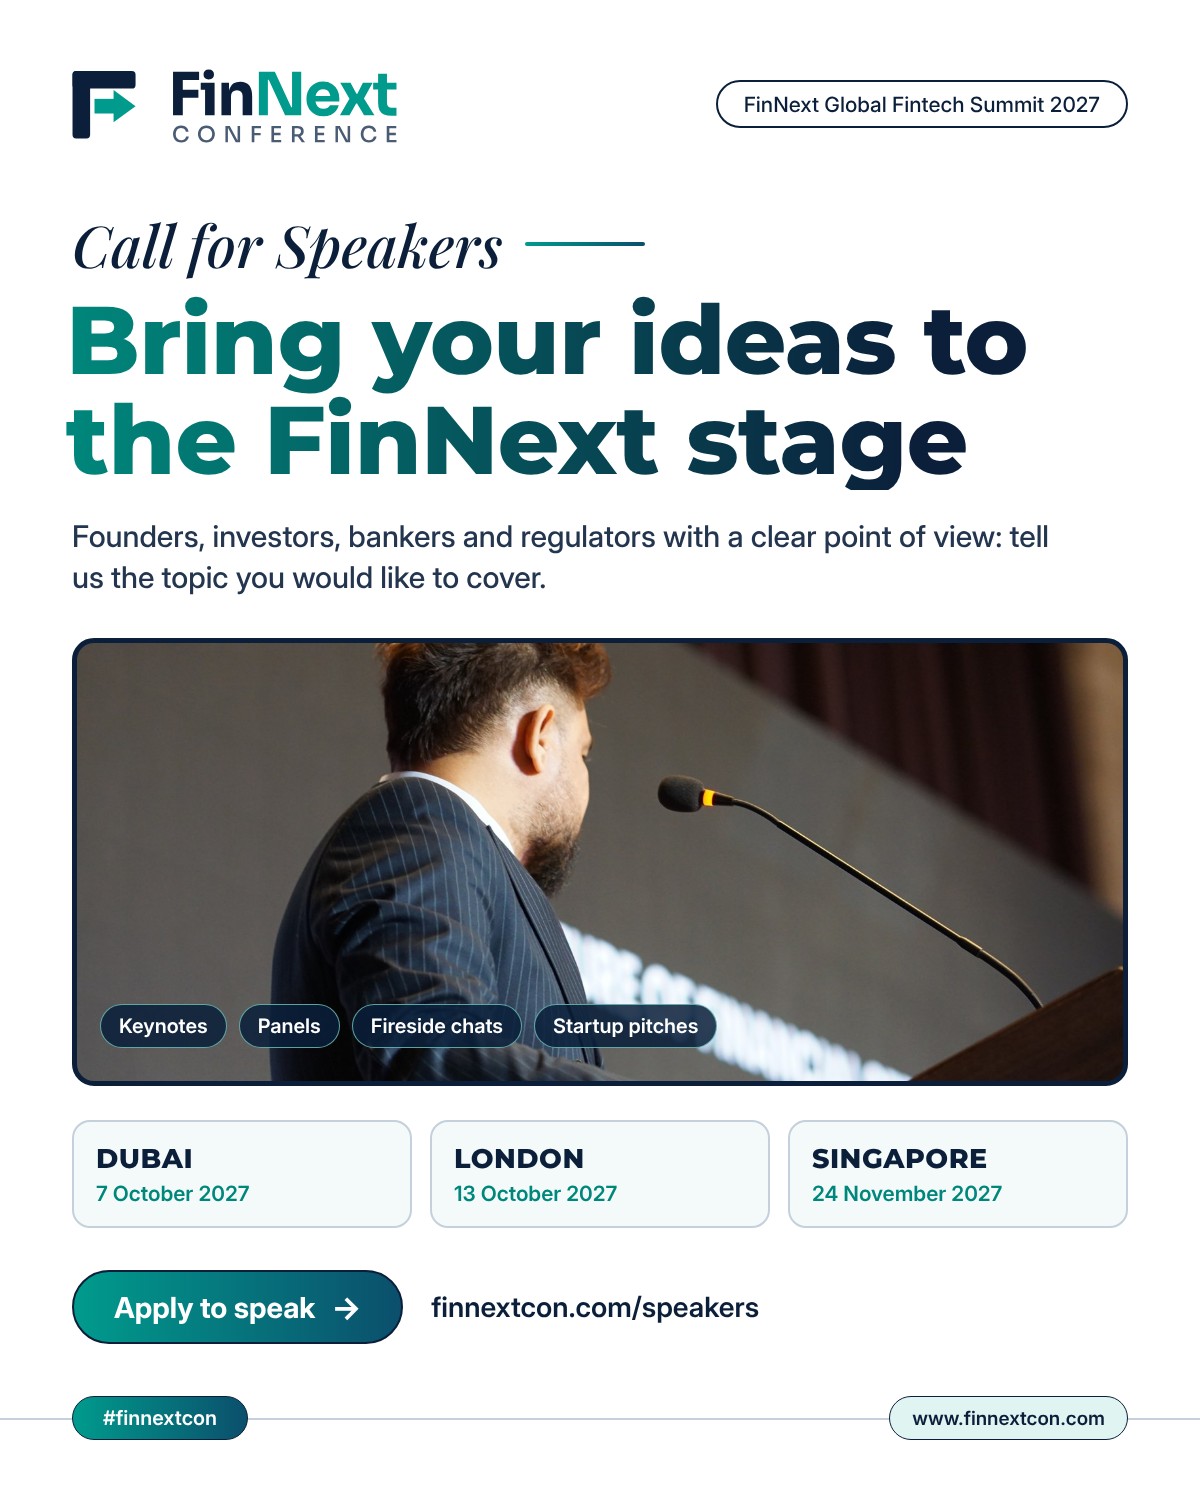 FinNext
CONFERENCE
FinNext Global Fintech Summit 2027
Call for Speakers
Bring your ideas to
the FinNext stage
Founders, investors, bankers and regulators with a clear point of view: tell
us the topic you would like to cover.
OF
Keynotes
Panels
Fireside chats
Startup pitches
DUBAI
7 October 2027
LONDON
13 October 2027
SINGAPORE
24 November 2027
Apply to speak →
finnextcon.com/speakers
#finnextcon
www.finnextcon.com